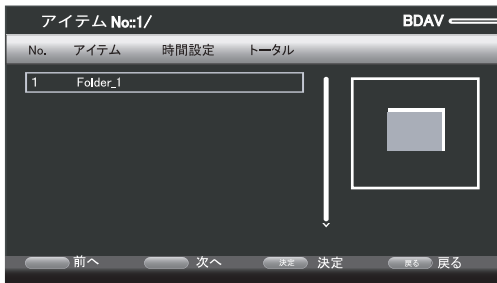 アイテム No::1/ BDAV
No. アイテム 時間設定 トータル
1 Folder_1
前へ 次へ 決定 決定 戻る 戻る